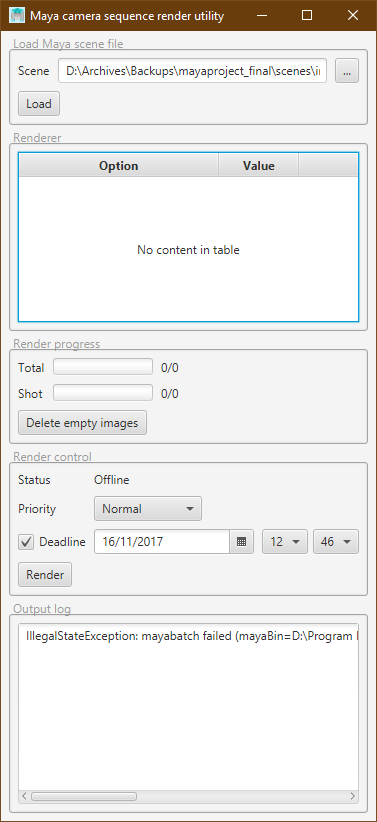 Maya camera sequence render utility
Load Maya scene file
Scene D:\Archives\Backups\mayaproject_final\scenes\ ...
Load
Renderer
Option Value
No content in table
Render progress
Total 0/0
Shot 0/0
Delete empty images
Render control
Status Offline
Priority Normal
Deadline 16/11/2017 12 46
Render
Output log
IllegalStateException: mayabatch failed (mayaBin=D:\Program